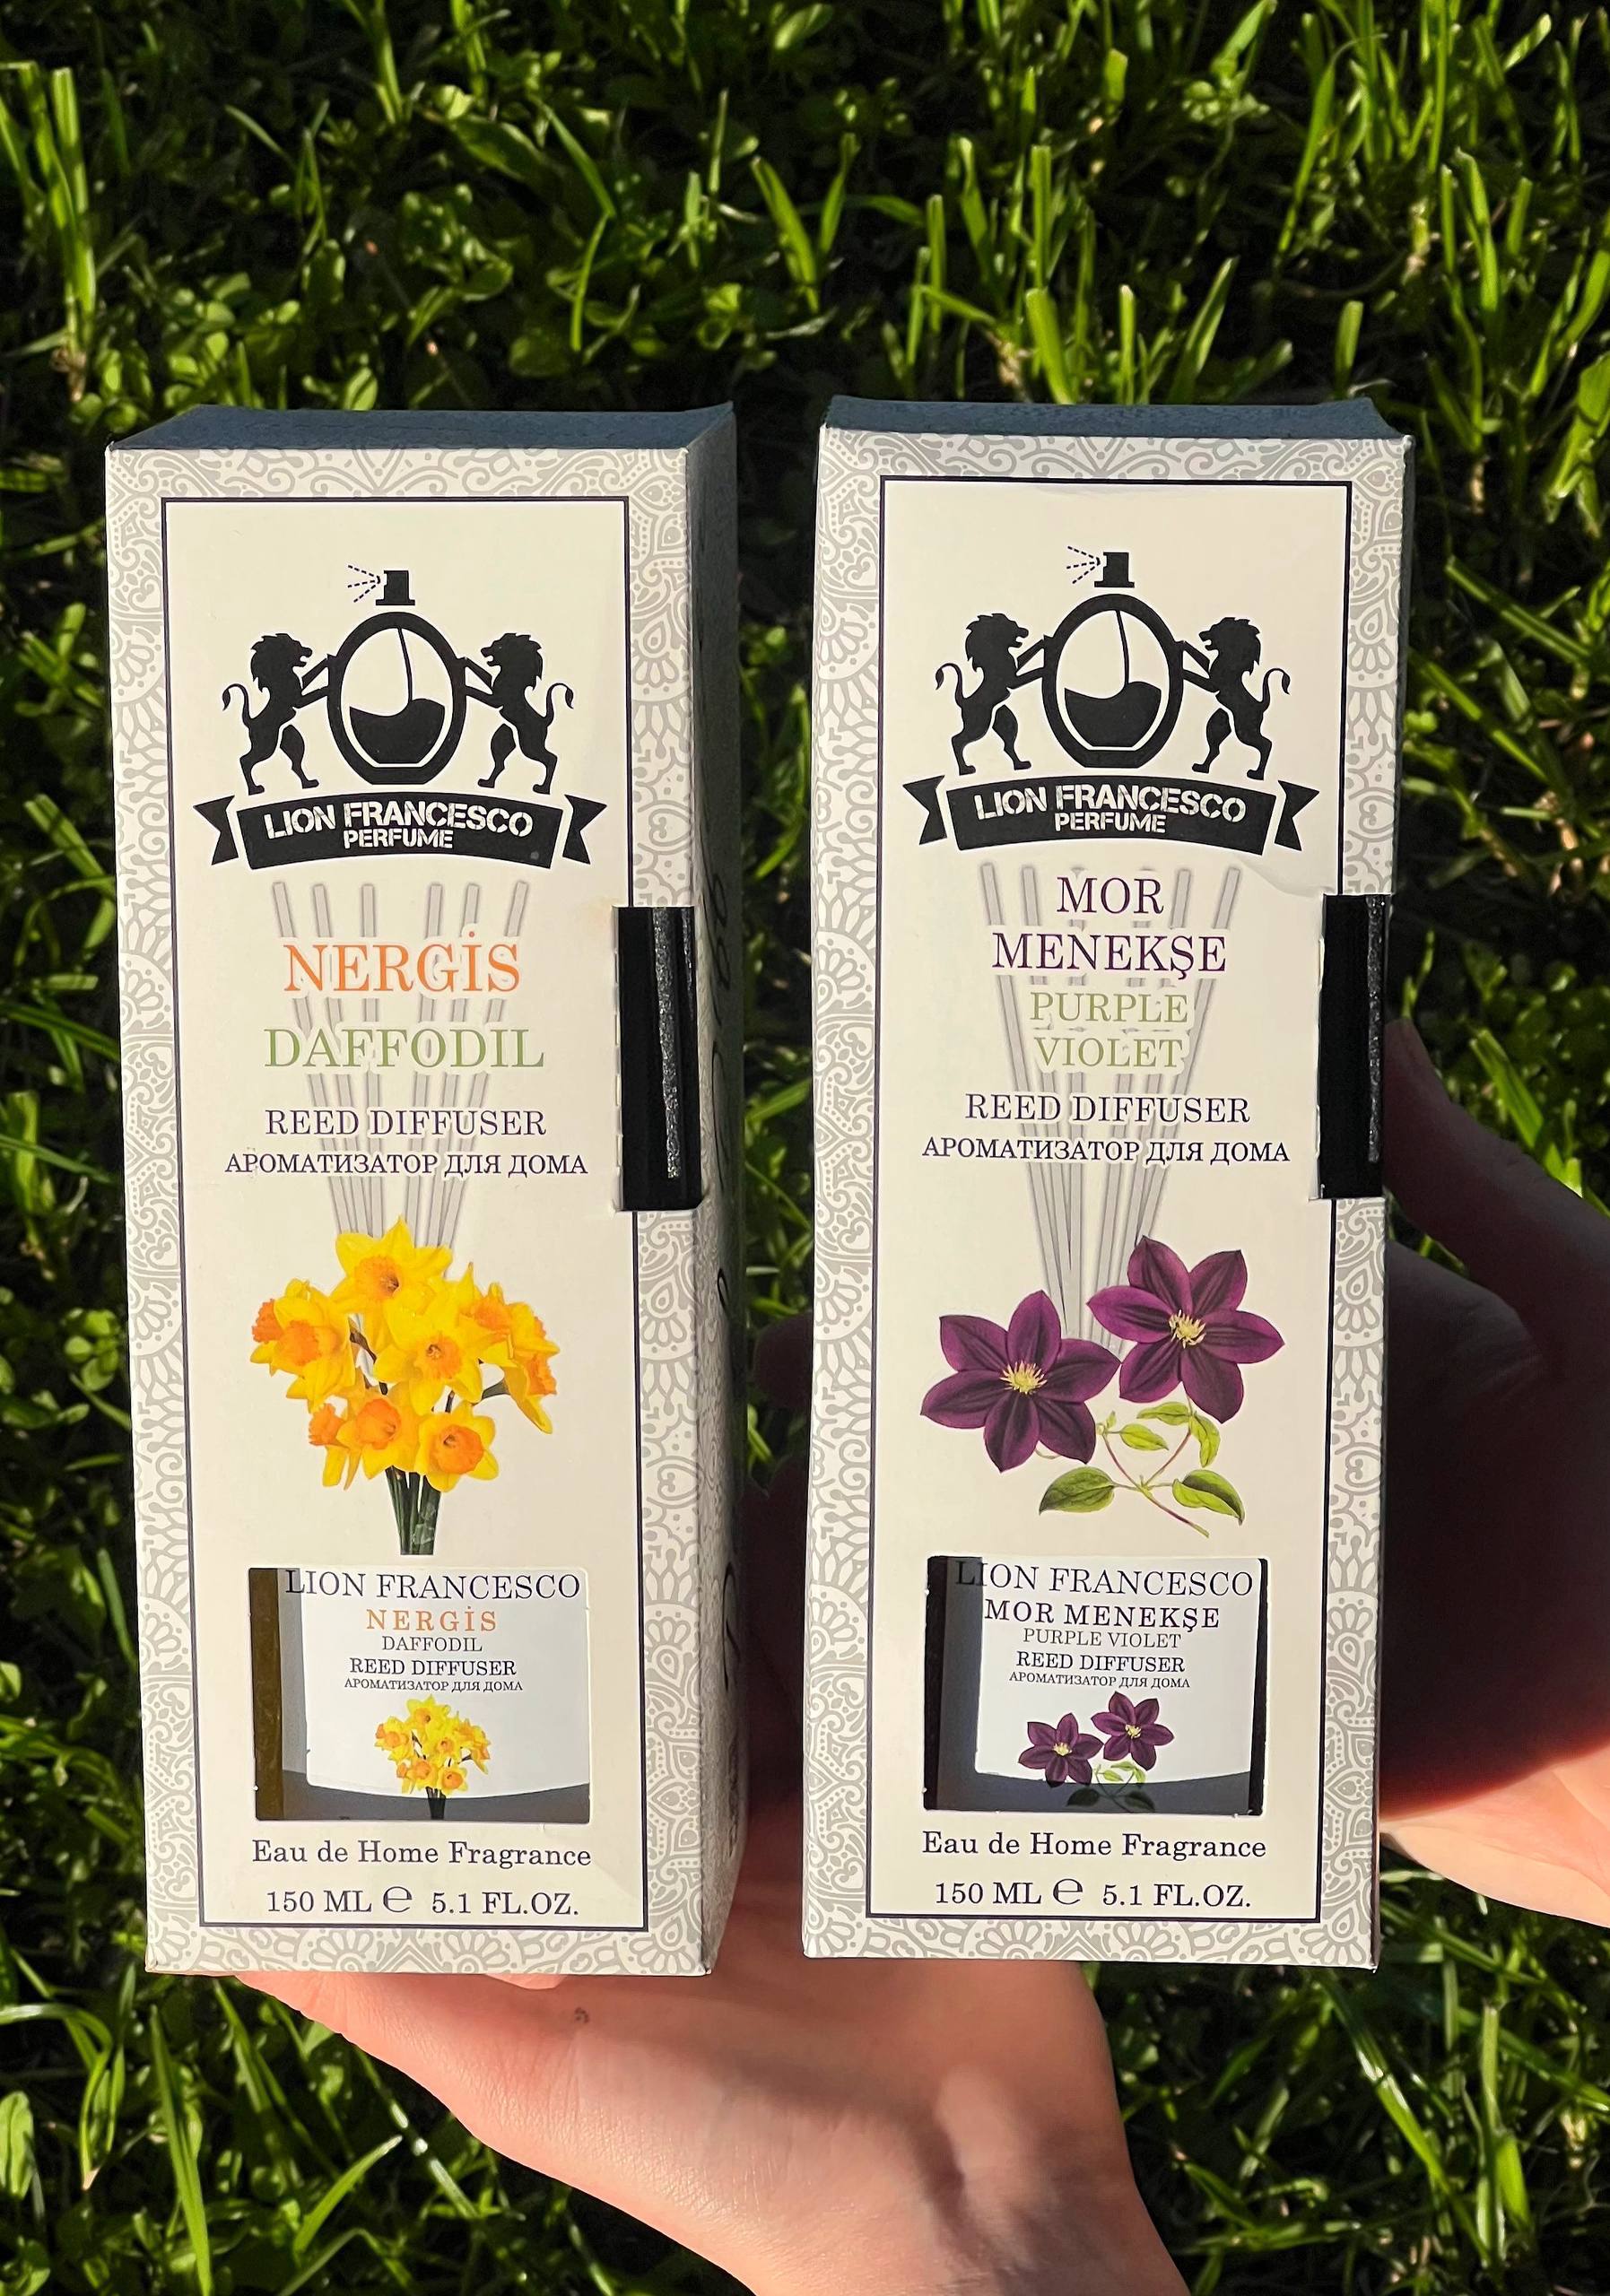 LION FRANCESCO
PERFUME
NERGİS
DAFFODIL
REED DIFFUSER
АРОМАТИЗАТОР ДЛЯ ДОМА
LION FRANCESCO
NERGİS
DAFFODIL
REED DIFFUSER
АРОМАТИЗАТОР ДЛЯ ДОМА
Eau de Home Fragrance
150 ML ℮ 5.1 FL.OZ.
LION FRANCESCO
PERFUME
MOR
MENEKŞE
PURPLE
VIOLET
REED DIFFUSER
АРОМАТИЗАТОР ДЛЯ ДОМА
LION FRANCESCO
MOR MENEKŞE
PURPLE VIOLET
REED DIFFUSER
АРОМАТИЗАТОР ДЛЯ ДОМА
Eau de Home Fragrance
150 ML ℮ 5.1 FL.OZ.